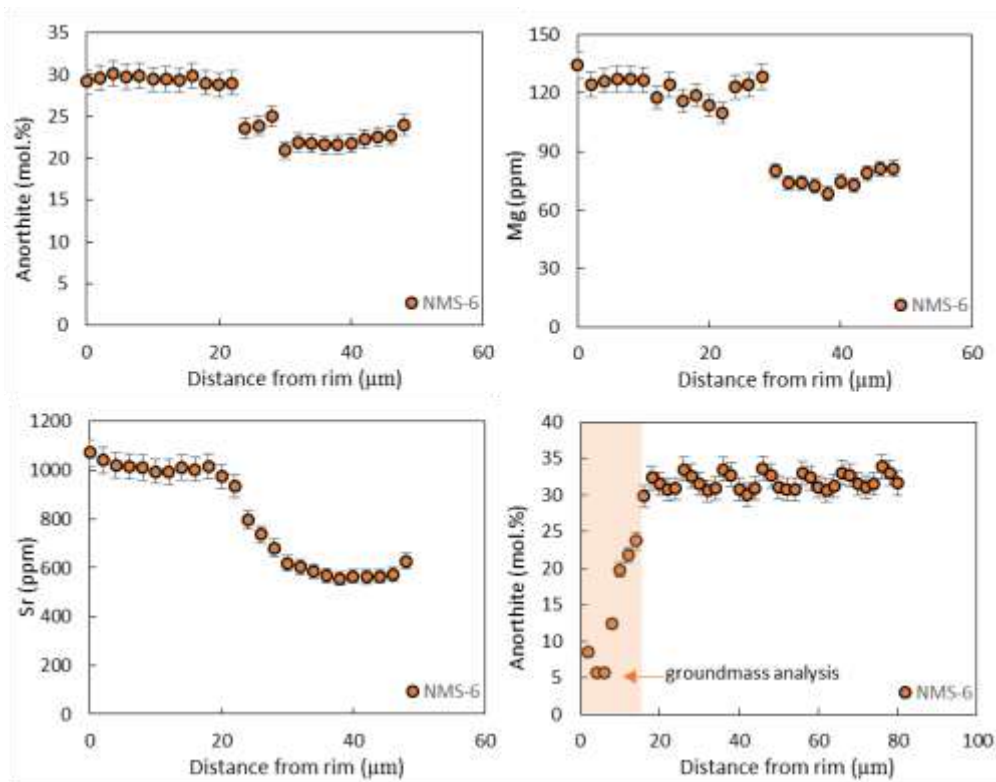 Anorthite (mol.%)
35
30
25
20
15
10
5
0
0 20 40 60
Distance from rim (μm)
NMS-6
Mg (ppm)
150
120
90
60
30
0
0 20 40 60
Distance from rim (μm)
NMS-6
Sr (ppm)
1200
1000
800
600
400
200
0
0 20 40 60
Distance from rim (μm)
NMS-6
Anorthite (mol.%)
40
35
30
25
20
15
10
5
0
groundmass analysis
0 20 40 60 80 100
Distance from rim (μm)
NMS-6